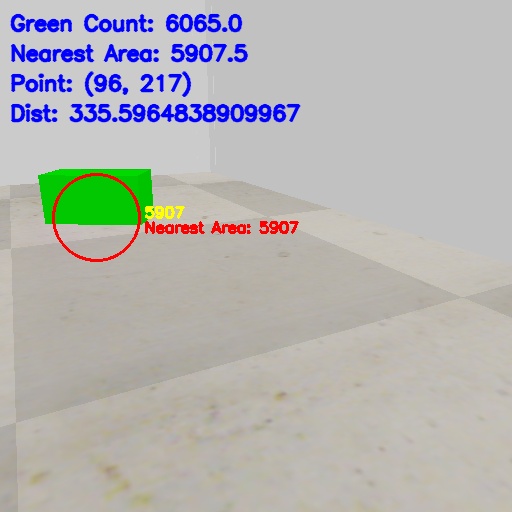 Green Count: 6065.0
Nearest Area: 5907.5
Point: (96, 217)
Dist: 335.5964838909967
5907
Nearest Area: 5907